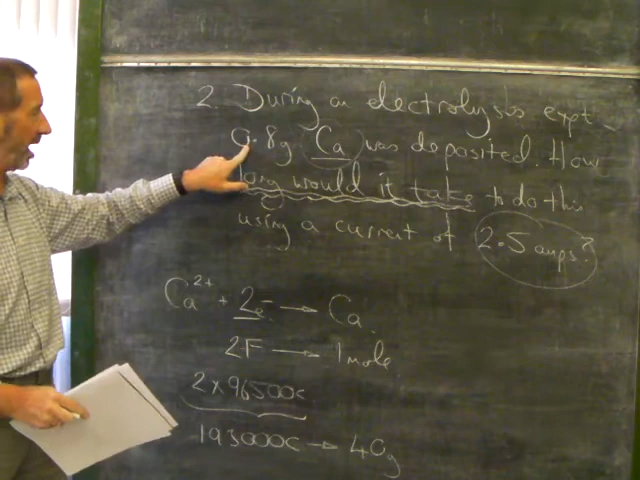 2. During an electrolysis expt
0.8g Ca was deposited. How
long would it take to do this
using a current of 2.5 amps?
Ca²⁺ + 2e⁻ → Ca.
2F → 1 mole
2 × 96500c
193000c → 40g